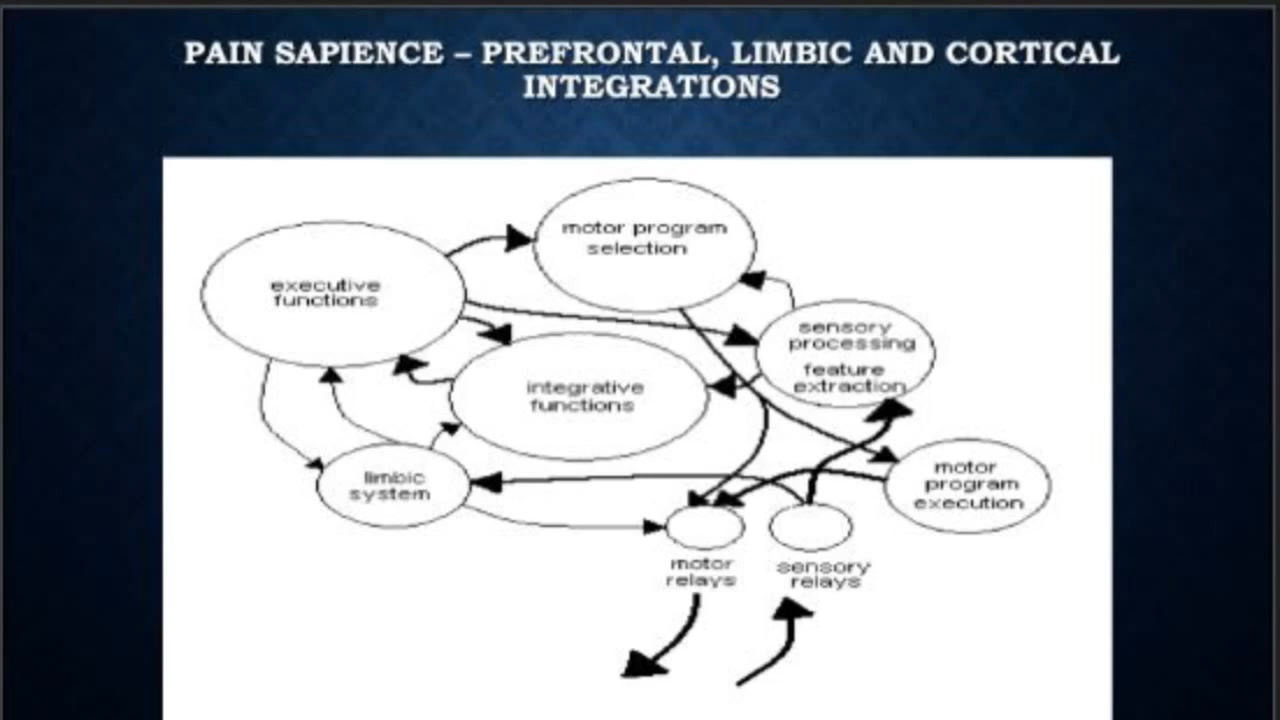 PAIN SAPIENCE – PREFRONTAL, LIMBIC AND CORTICAL
INTEGRATIONS
motor program
selection
executive
functions
sensory
processing
feature
extraction
integrative
functions
limbic
system
motor
program
execution
motor
relays
sensory
relays